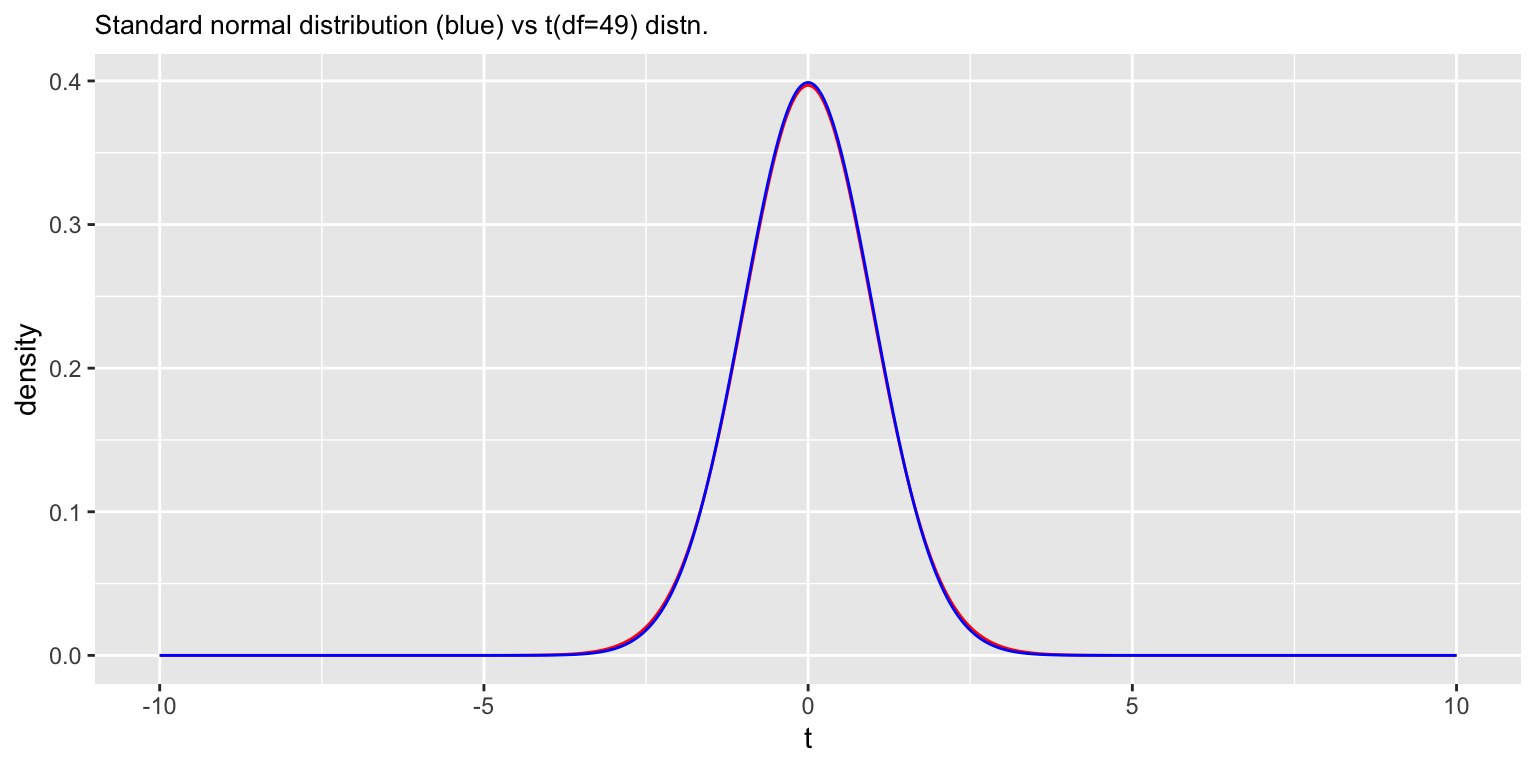 Standard normal distribution (blue) vs t(df=49) distn.
density
0.4
0.3
0.2
0.1
0.0
-10 -5 0 5 10
t